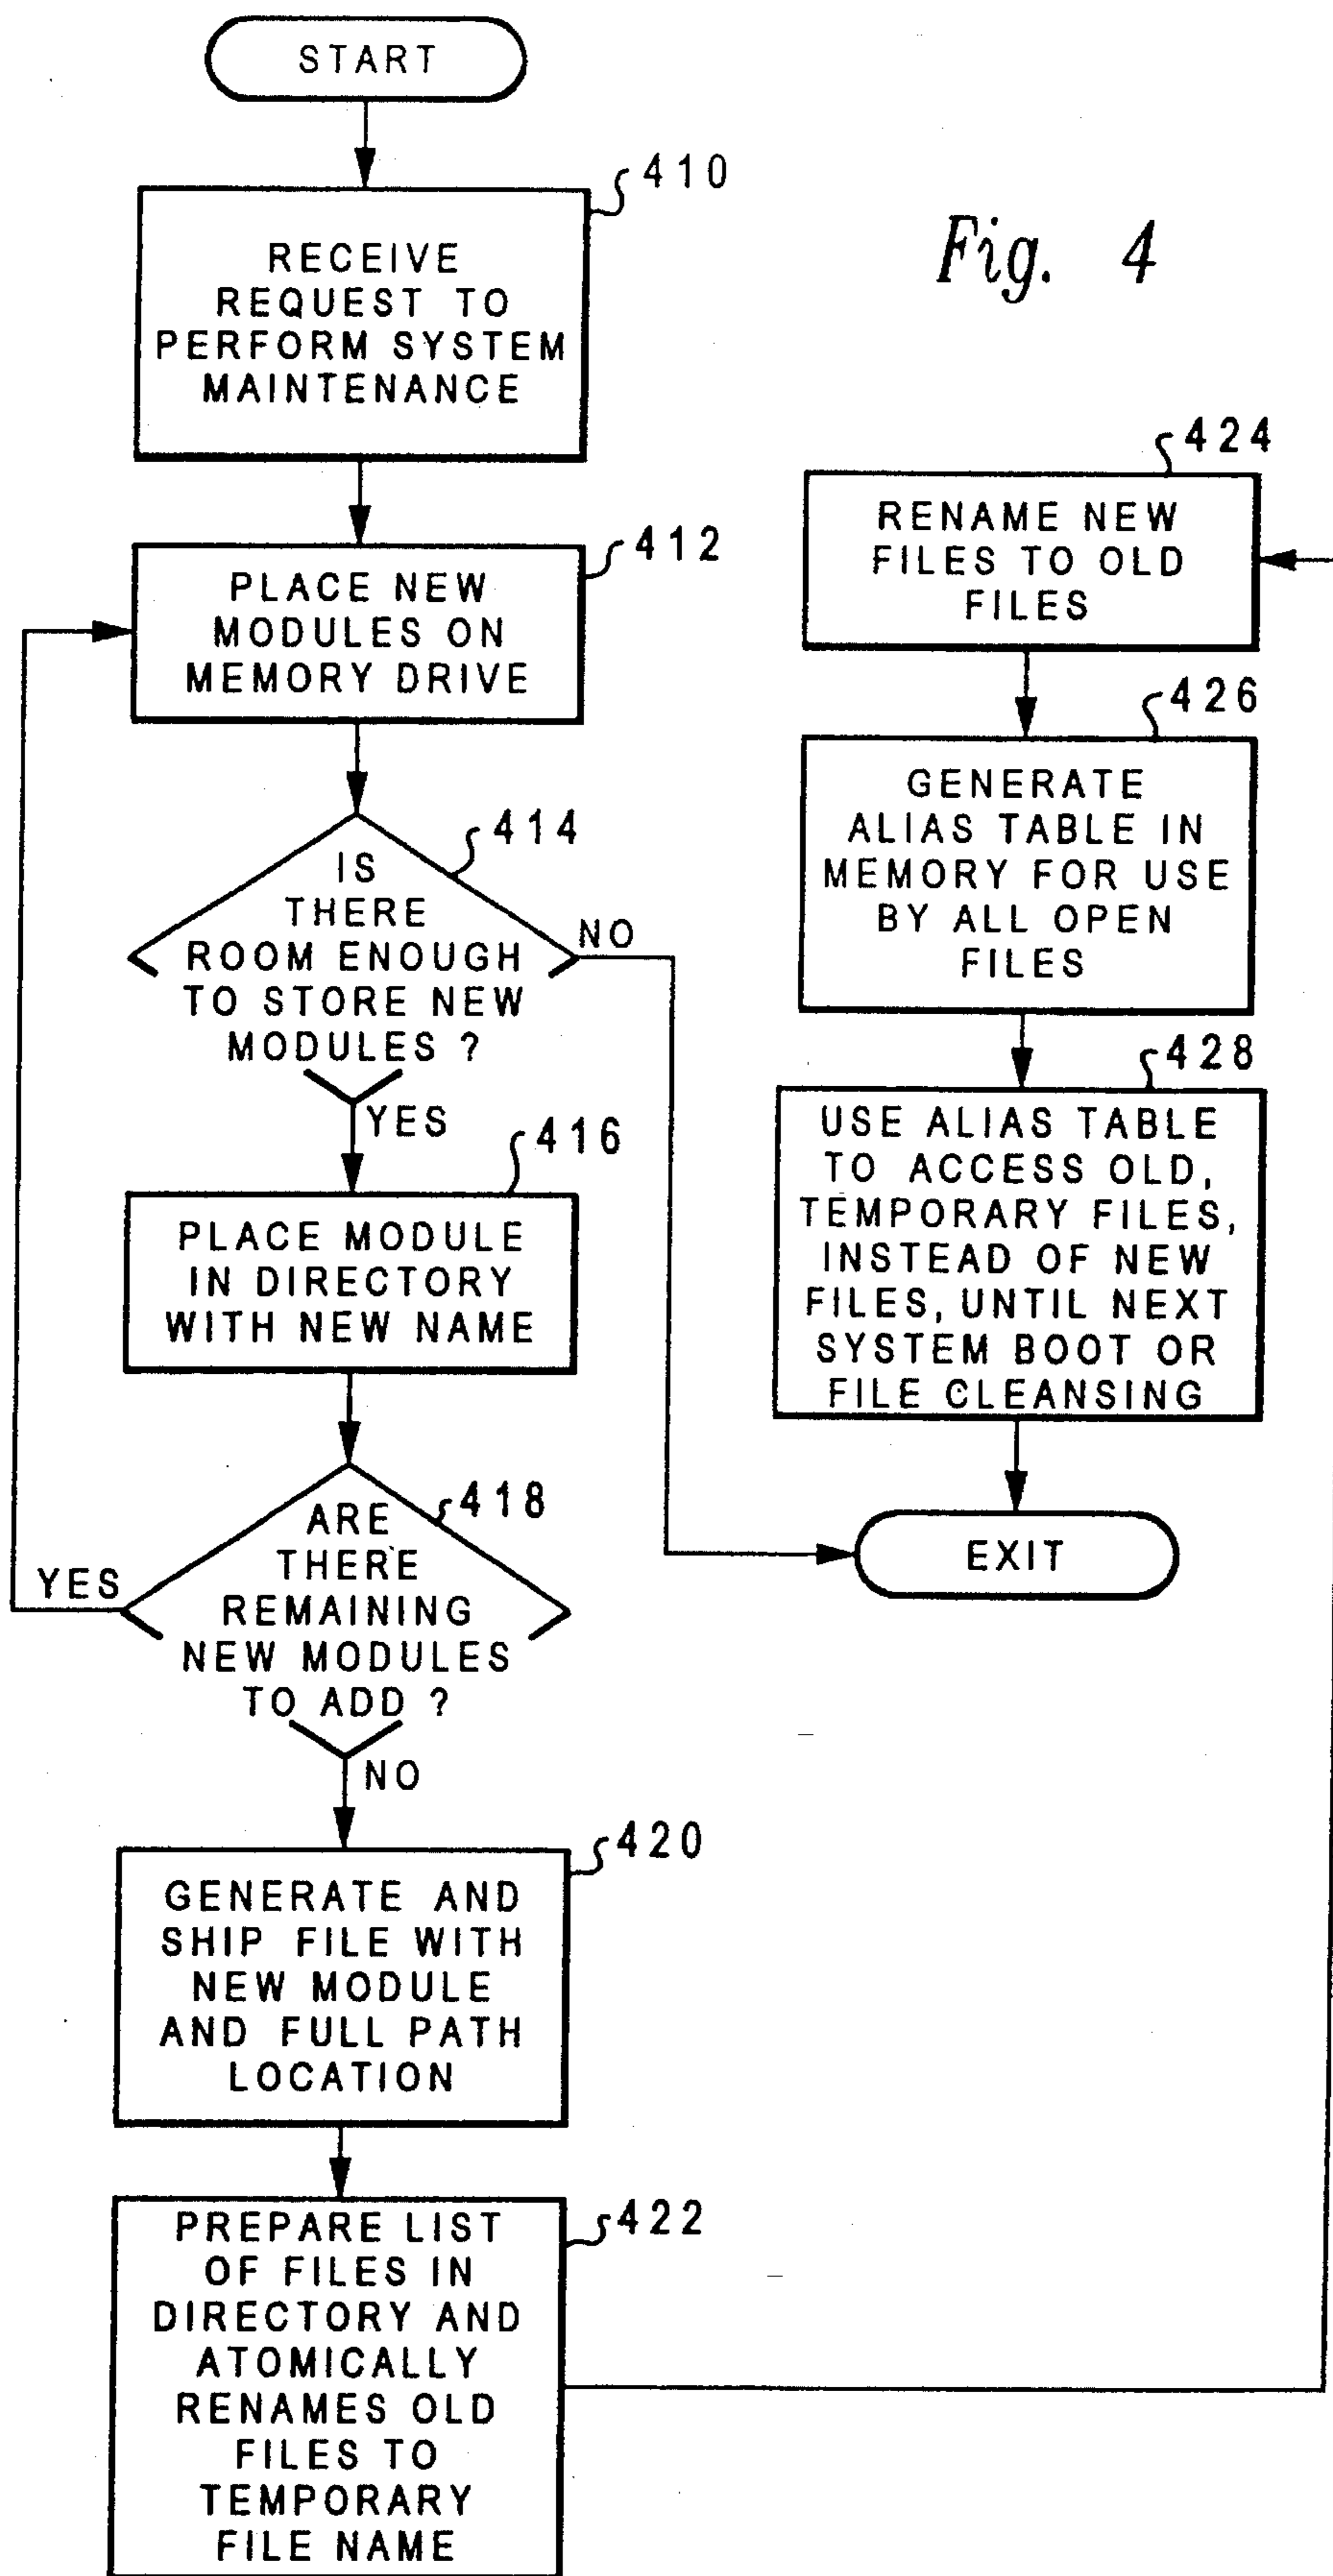 START
410
RECEIVE
REQUEST TO
PERFORM SYSTEM
MAINTENANCE
Fig. 4
412
PLACE NEW
MODULES ON
MEMORY DRIVE
414
IS
THERE
ROOM ENOUGH
TO STORE NEW
MODULES ?
NO
YES
416
PLACE MODULE
IN DIRECTORY
WITH NEW NAME
418
ARE
THERE
REMAINING
NEW MODULES
TO ADD ?
YES
NO
420
GENERATE AND
SHIP FILE WITH
NEW MODULE
AND FULL PATH
LOCATION
422
PREPARE LIST
OF FILES IN
DIRECTORY AND
ATOMICALLY
RENAMES OLD
FILES TO
TEMPORARY
FILE NAME
424
RENAME NEW
FILES TO OLD
FILES
426
GENERATE
ALIAS TABLE IN
MEMORY FOR USE
BY ALL OPEN
FILES
428
USE ALIAS TABLE
TO ACCESS OLD,
TEMPORARY FILES,
INSTEAD OF NEW
FILES, UNTIL NEXT
SYSTEM BOOT OR
FILE CLEANSING
EXIT